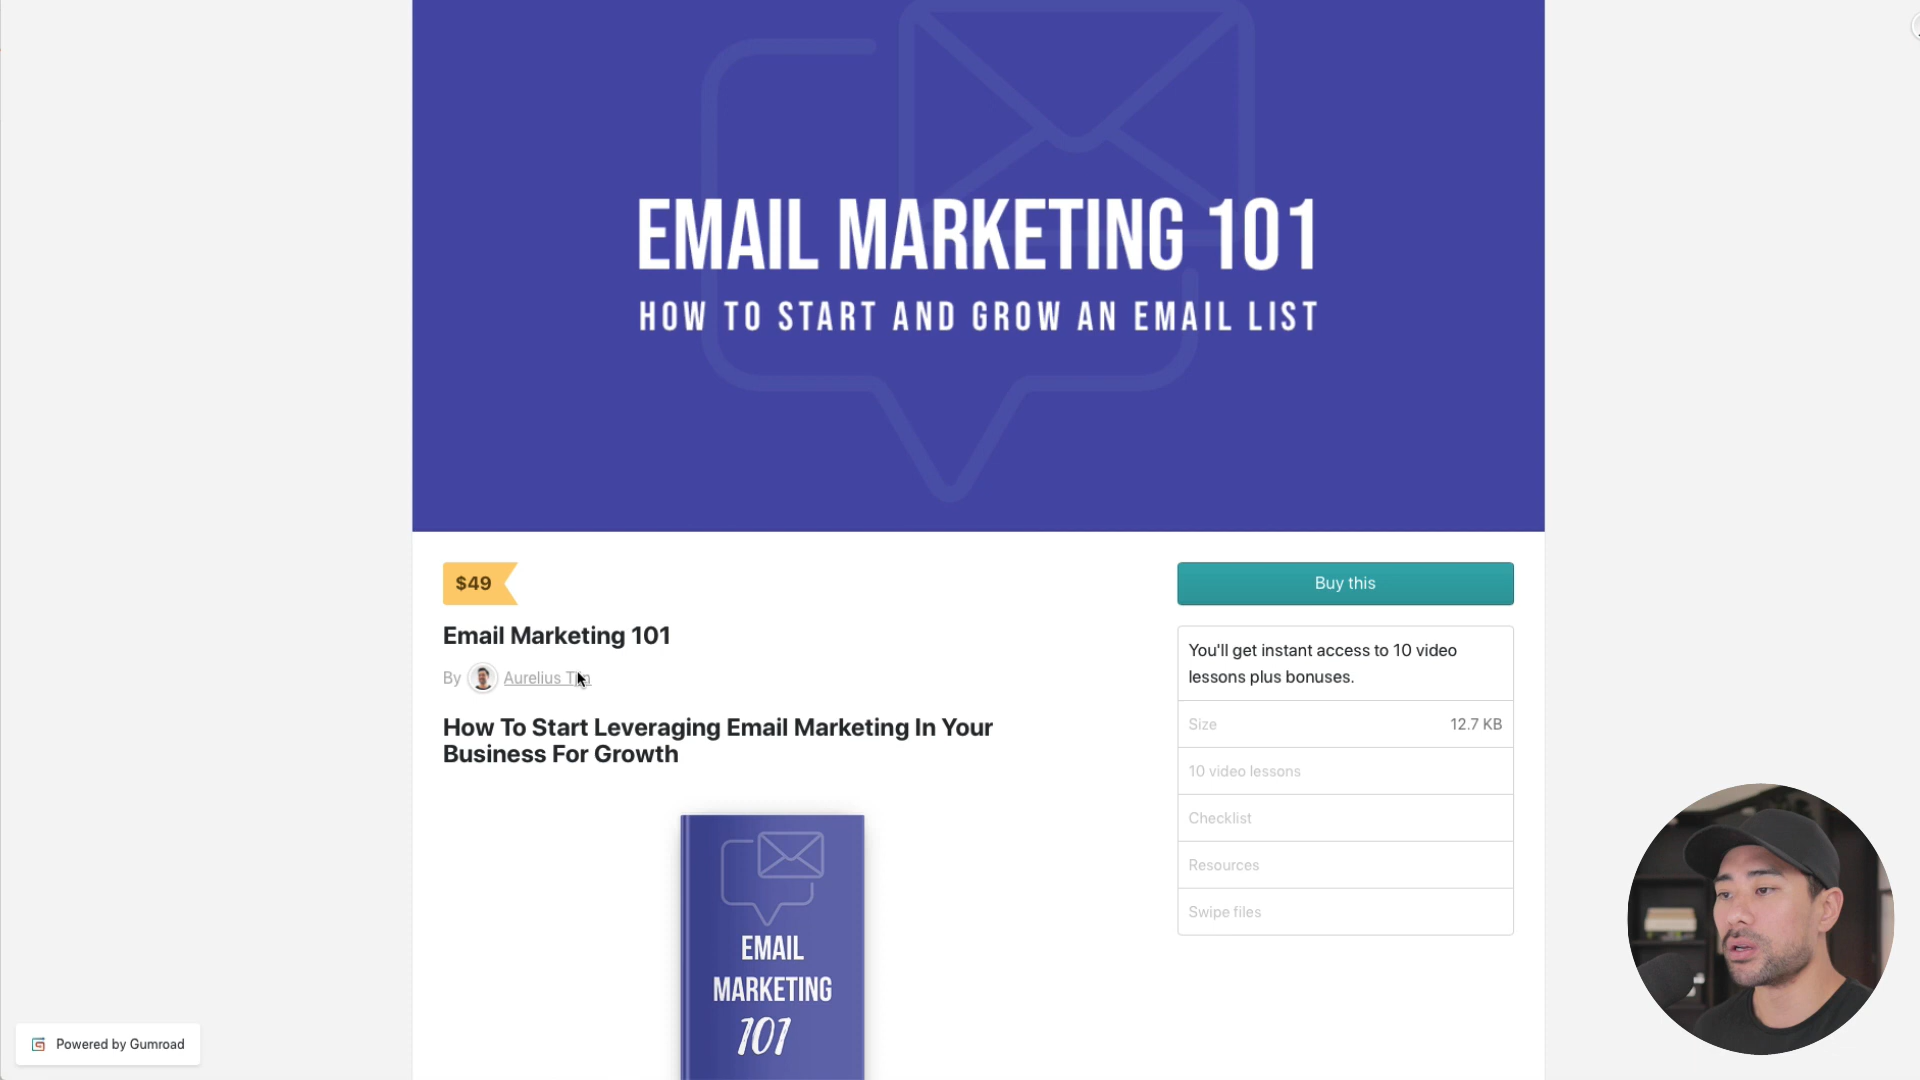 EMAIL MARKETING 101
HOW TO START AND GROW AN EMAIL LIST
$49
Email Marketing 101
By Aurelius
How To Start Leveraging Email Marketing In Your
Business For Growth
EMAIL
MARKETING
101
Buy this
You'll get instant access to 10 video
lessons plus bonuses.
Size 12.7 KB
10 video lessons
Checklist
Resources
Swipe files
Powered by Gumroad